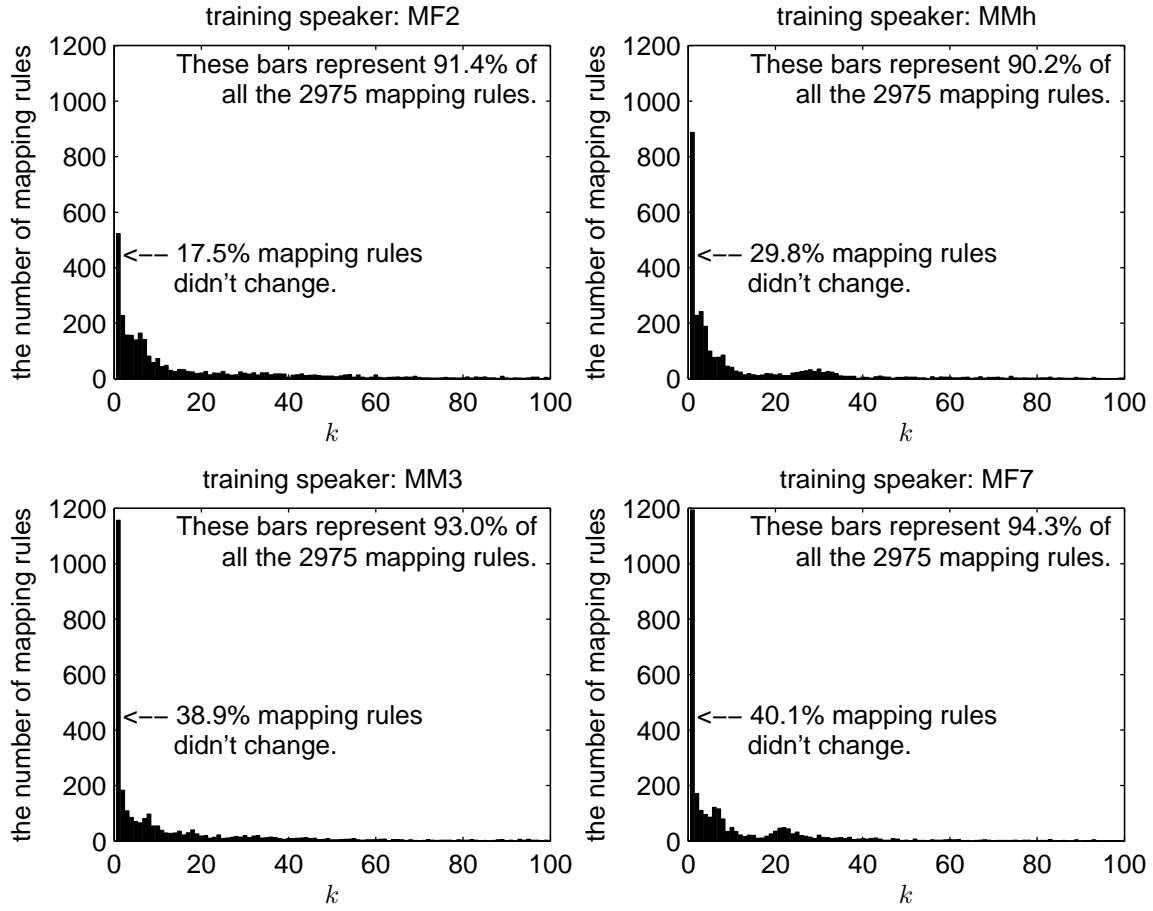 training speaker: MF2
the number of mapping rules
1200
1000
800
600
400
200
0
These bars represent 91.4% of
all the 2975 mapping rules.
<−− 17.5% mapping rules
didn't change.
0 20 40 60 80 100
k
training speaker: MMh
the number of mapping rules
1200
1000
800
600
400
200
0
These bars represent 90.2% of
all the 2975 mapping rules.
<−− 29.8% mapping rules
didn't change.
0 20 40 60 80 100
k
training speaker: MM3
the number of mapping rules
1200
1000
800
600
400
200
0
These bars represent 93.0% of
all the 2975 mapping rules.
<−− 38.9% mapping rules
didn't change.
0 20 40 60 80 100
k
training speaker: MF7
the number of mapping rules
1200
1000
800
600
400
200
0
These bars represent 94.3% of
all the 2975 mapping rules.
<−− 40.1% mapping rules
didn't change.
0 20 40 60 80 100
k